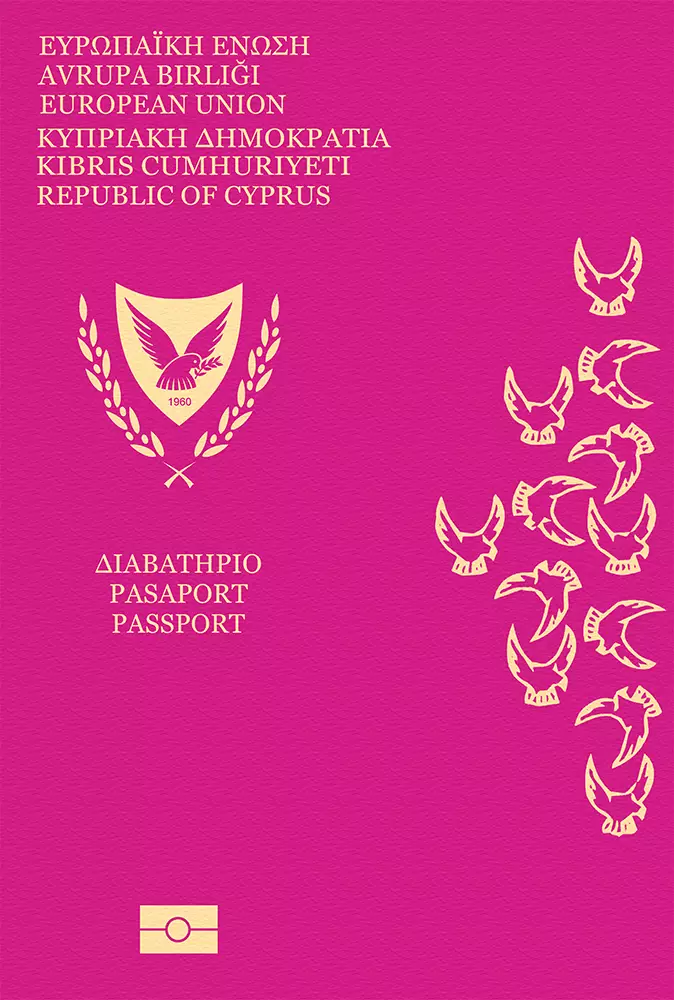 ΕΥΡΩΠΑΪΚΗ ΕΝΩΣΗ
AVRUPA BIRLIĞI
EUROPEAN UNION
ΚΥΠΡΙΑΚΗ ΔΗΜΟΚΡΑΤΙΑ
KIBRIS CUMHURIYETI
REPUBLIC OF CYPRUS
1960
ΔΙΑΒΑΤΗΡΙΟ
PASAPORT
PASSPORT